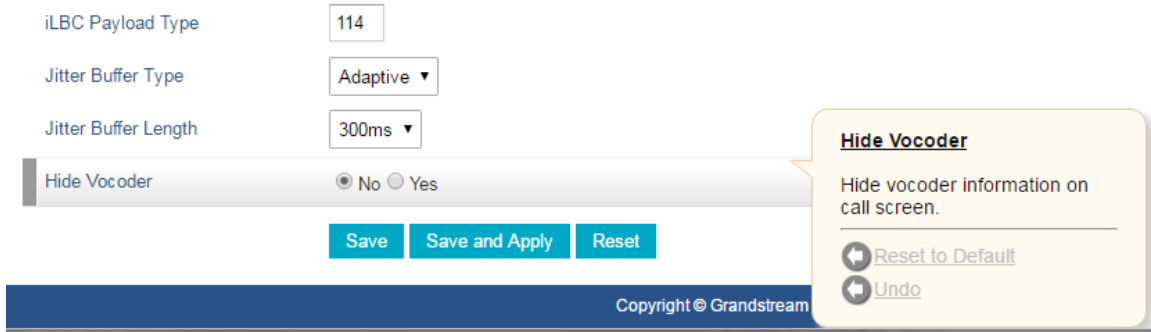 iLBC Payload Type 114
Jitter Buffer Type Adaptive
Jitter Buffer Length 300ms
Hide Vocoder No Yes
Save Save and Apply Reset
Copyright © Grandstream
Hide Vocoder
Hide vocoder information on
call screen.
Reset to Default
Undo